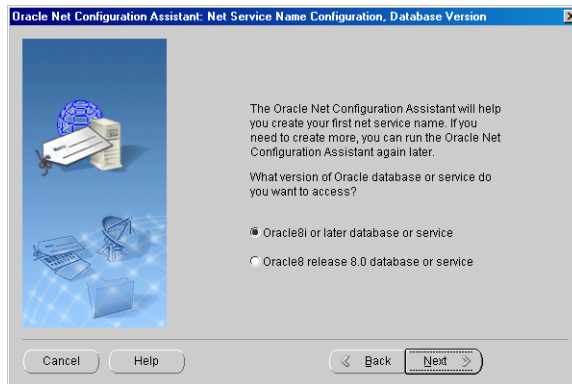 Oracle Net Configuration Assistant: Net Service Name Configuration, Database Version
The Oracle Net Configuration Assistant will help
you create your first net service name. If you
need to create more, you can run the Oracle Net
Configuration Assistant again later.
What version of Oracle database or service do
you want to access?
Oracle8i or later database or service
Oracle8 release 8.0 database or service
Cancel Help Back Next